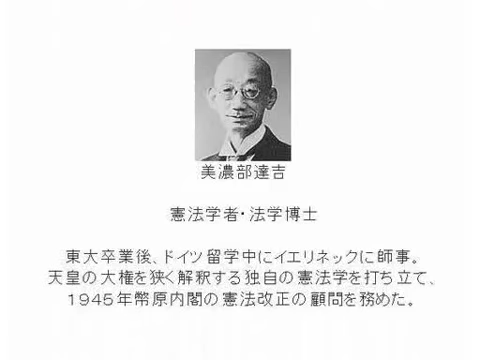 美濃部達吉
憲法学者・法学博士
東大卒業後、ドイツ留学中にイエリネックに師事。
天皇の大権を狭く解釈する独自の憲法学を打ち立て、
1945年幣原内閣の憲法改正の顧問を務めた。